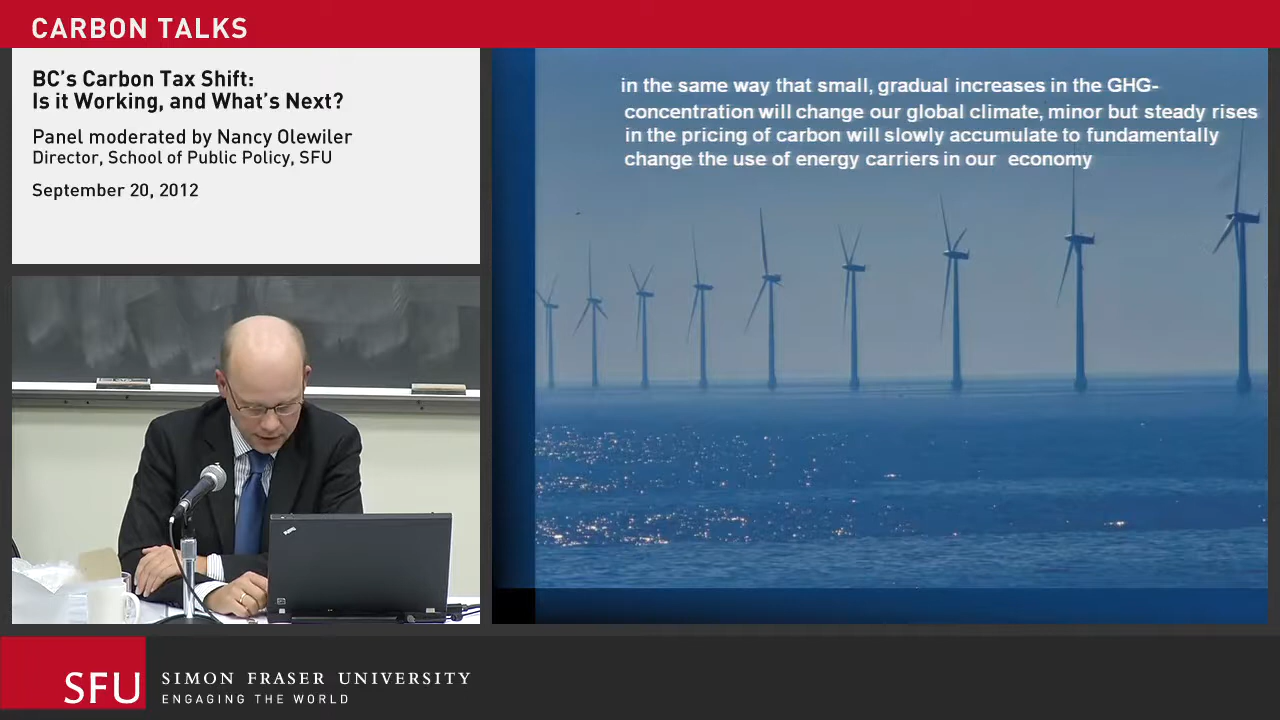 CARBON TALKS
BC's Carbon Tax Shift:
Is it Working, and What's Next?
Panel moderated by Nancy Olewiler
Director, School of Public Policy, SFU
September 20, 2012
in the same way that small, gradual increases in the GHG-
concentration will change our global climate, minor but steady rises
in the pricing of carbon will slowly accumulate to fundamentally
change the use of energy carriers in our economy
SFU
SIMON FRASER UNIVERSITY
ENGAGING THE WORLD